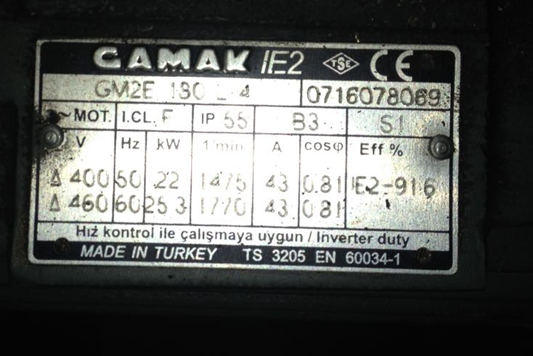 GAMAK IE2 TSE CE
GM2E 180 L 4 0716078069
~ MOT. I.CL. F IP 55 B3 S1
V Hz kW 1/min A cosφ Eff %
Δ 400 50 22 1475 43 0.81 IE2-91.6
Δ 460 60 25.3 1770 43 0.81
Hız kontrol ile çalışmaya uygun / Inverter duty
MADE IN TURKEY TS 3205 EN 60034-1